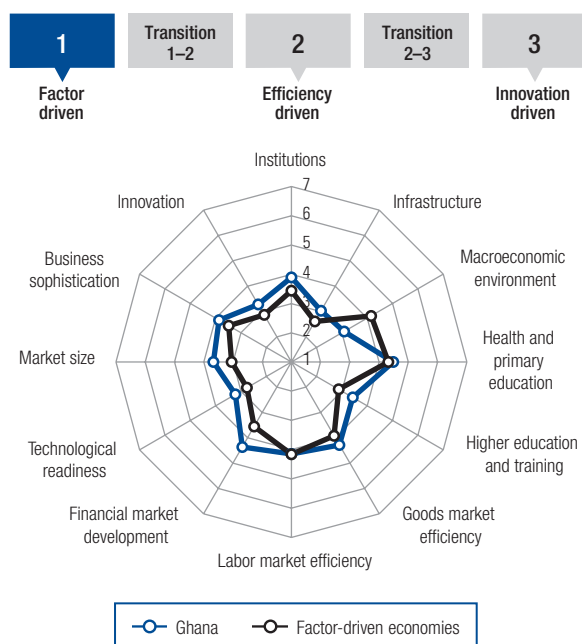 1
Transition
1–2
2
Transition
2–3
3
Factor
driven
Efficiency
driven
Innovation
driven
Institutions
7
6
5
4
3
2
1
Infrastructure
Macroeconomic
environment
Health and
primary
education
Higher education
and training
Goods market
efficiency
Labor market efficiency
Financial market
development
Technological
readiness
Market size
Business
sophistication
Innovation
Ghana
Factor-driven economies